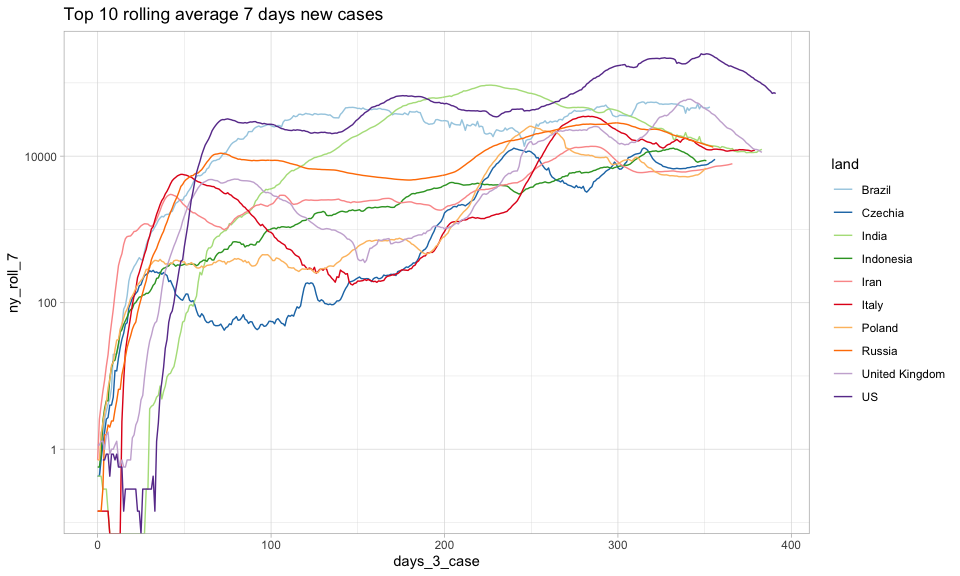 Top 10 rolling average 7 days new cases
ny_roll_7
10000
100
1
0
100
200
300
400
days_3_case
land
Brazil
Czechia
India
Indonesia
Iran
Italy
Poland
Russia
United Kingdom
US